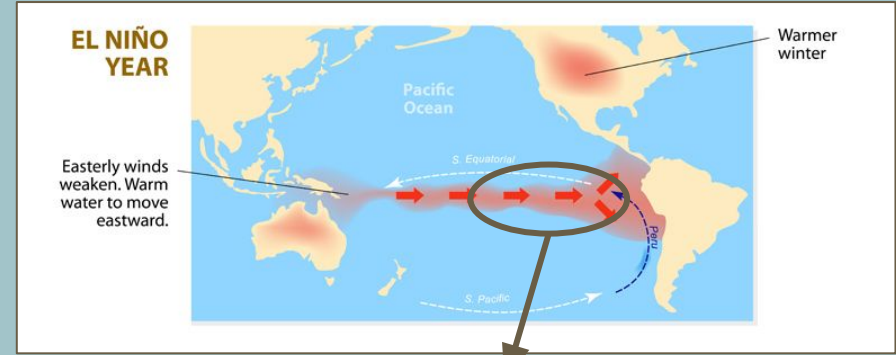 EL NIÑO
YEAR
Warmer
winter
Pacific
Ocean
Easterly winds
weaken. Warm
water to move
eastward.
S. Equatorial
Peru
S. Pacific